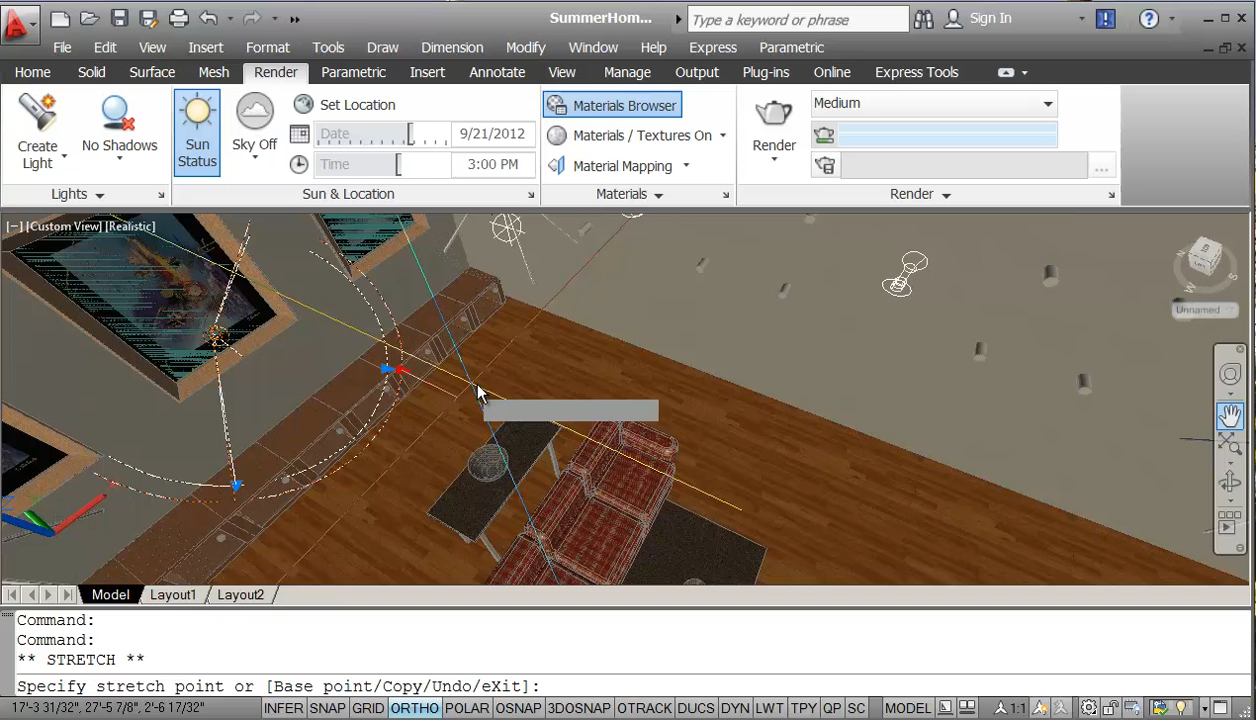 SummerHom...
Type a keyword or phrase
Sign In
File Edit View Insert Format Tools Draw Dimension Modify Window Help Express Parametric
Home Solid Surface Mesh Render Parametric Insert Annotate View Manage Output Plug-ins Online Express Tools
Create Light
No Shadows
Sun Status
Sky Off
Set Location
Date 9/21/2012
Time 3:00 PM
Materials Browser
Materials / Textures On
Material Mapping
Render
Medium
...
Lights Sun & Location Materials Render
[−][Custom View][Realistic]
N
S
W
Unnamed
Model Layout1 Layout2
Command:
Command:
** STRETCH **
Specify stretch point or [Base point/Copy/Undo/eXit]:
17'-3 31/32", 27'-5 7/8", 2'-6 17/32" INFER SNAP GRID ORTHO POLAR OSNAP 3DOSNAP OTRACK DUCS DYN LWT TPY QP SC MODEL 1:1